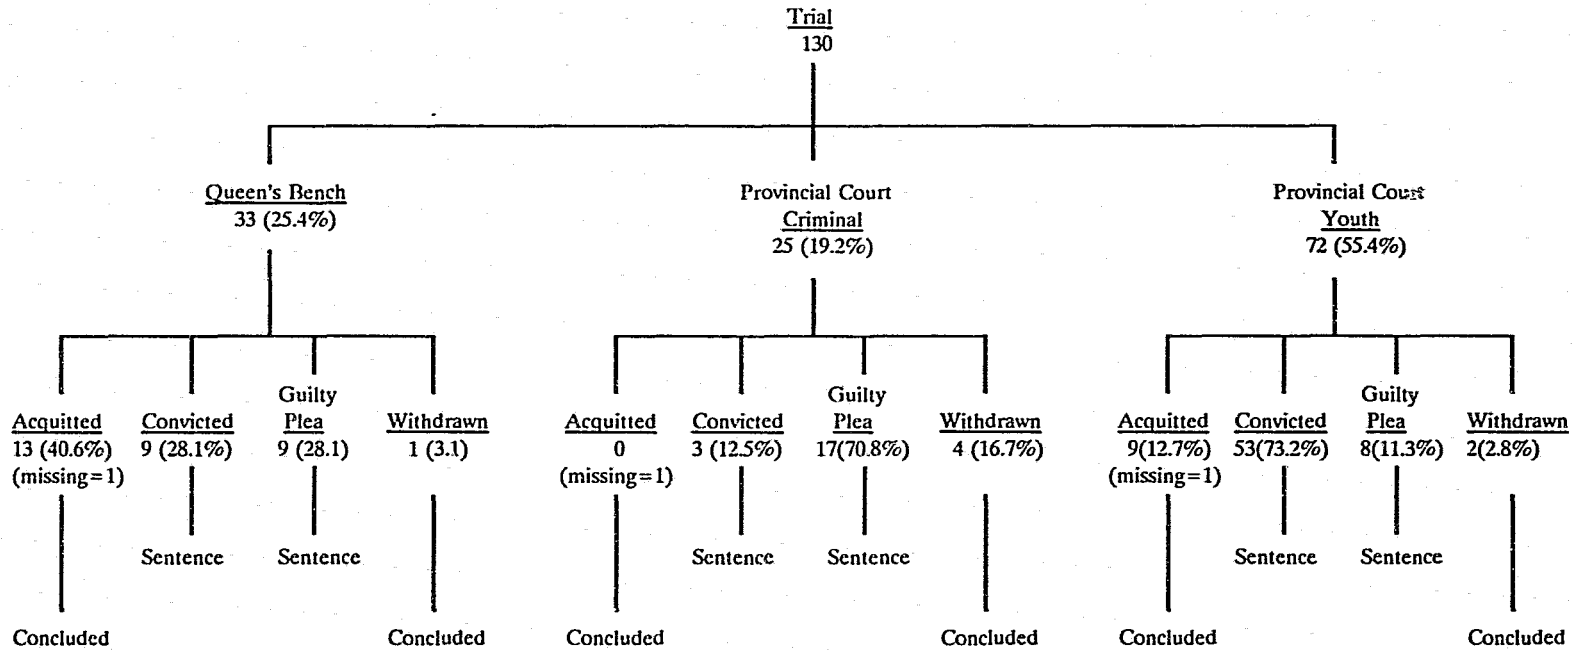 Trial
130
Queen's Bench
33 (25.4%)
Provincial Court
Criminal
25 (19.2%)
Provincial Court
Youth
72 (55.4%)
Acquitted
13 (40.6%)
(missing=1)
Convicted
9 (28.1%)
Guilty
Plea
9 (28.1)
Withdrawn
1 (3.1)
Acquitted
0
(missing=1)
Convicted
3 (12.5%)
Guilty
Plea
17(70.8%)
Withdrawn
4 (16.7%)
Acquitted
9(12.7%)
(missing=1)
Convicted
53(73.2%)
Guilty
Plea
8(11.3%)
Withdrawn
2(2.8%)
Sentence
Sentence
Sentence
Sentence
Sentence
Sentence
Concluded
Concluded
Concluded
Concluded
Concluded
Concluded